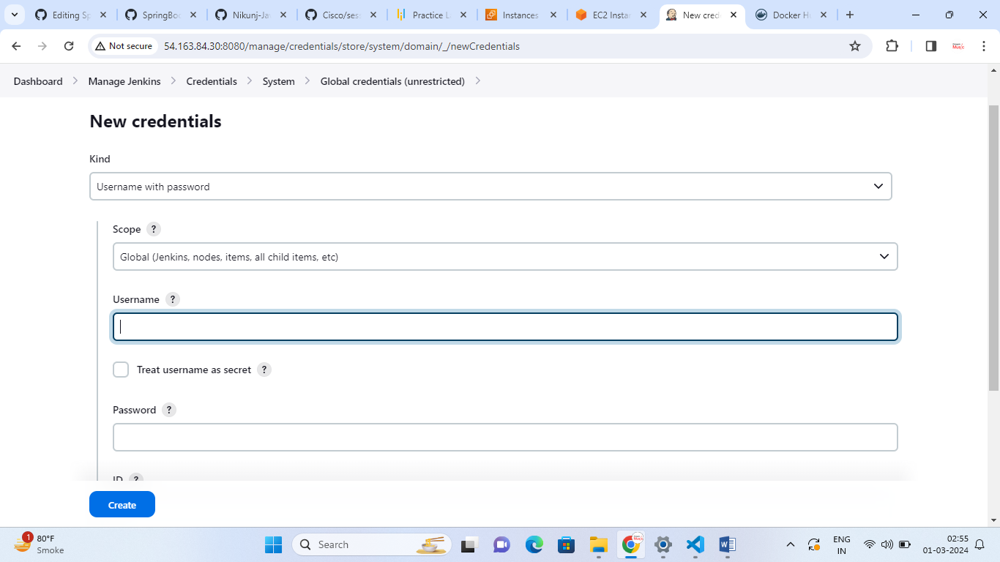 Editing Sp
SpringBoo
Nikunj-Jav
Cisco/ses
Practice L
Instances
EC2 Instan
New cred
Docker Hu
Not secure
54.163.84.30:8080/manage/credentials/store/system/domain/_/newCredentials
Dashboard
Manage Jenkins
Credentials
System
Global credentials (unrestricted)
New credentials
Kind
Username with password
Scope ?
Global (Jenkins, nodes, items, all child items, etc)
Username ?
Treat username as secret ?
Password ?
ID ?
Create
1
80°F
Smoke
Search
ENG
IN
02:55
01-03-2024